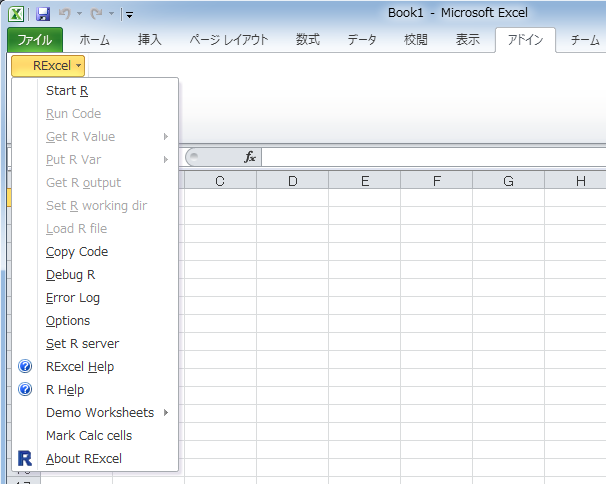 Book1 - Microsoft Excel
ファイル ホーム 挿入 ページ レイアウト 数式 データ 校閲 表示 アドイン チーム
RExcel
Start R
Run Code
Get R Value
Put R Var
Get R output
Set R working dir
Load R file
Copy Code
Debug R
Error Log
Options
Set R server
RExcel Help
R Help
Demo Worksheets
Mark Calc cells
About RExcel
fx
C D E F G H